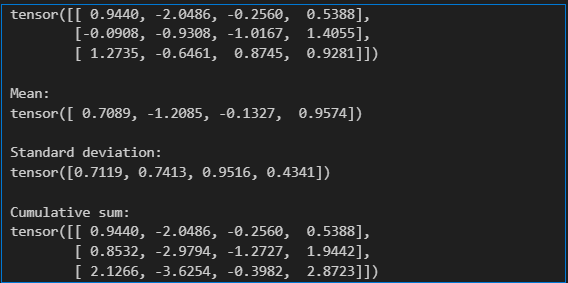 tensor([[ 0.9440, -2.0486, -0.2560,  0.5388],
        [-0.0908, -0.9308, -1.0167,  1.4055],
        [ 1.2735, -0.6461,  0.8745,  0.9281]])

Mean:
tensor([ 0.7089, -1.2085, -0.1327,  0.9574])

Standard deviation:
tensor([0.7119, 0.7413, 0.9516, 0.4341])

Cumulative sum:
tensor([[ 0.9440, -2.0486, -0.2560,  0.5388],
        [ 0.8532, -2.9794, -1.2727,  1.9442],
        [ 2.1266, -3.6254, -0.3982,  2.8723]])